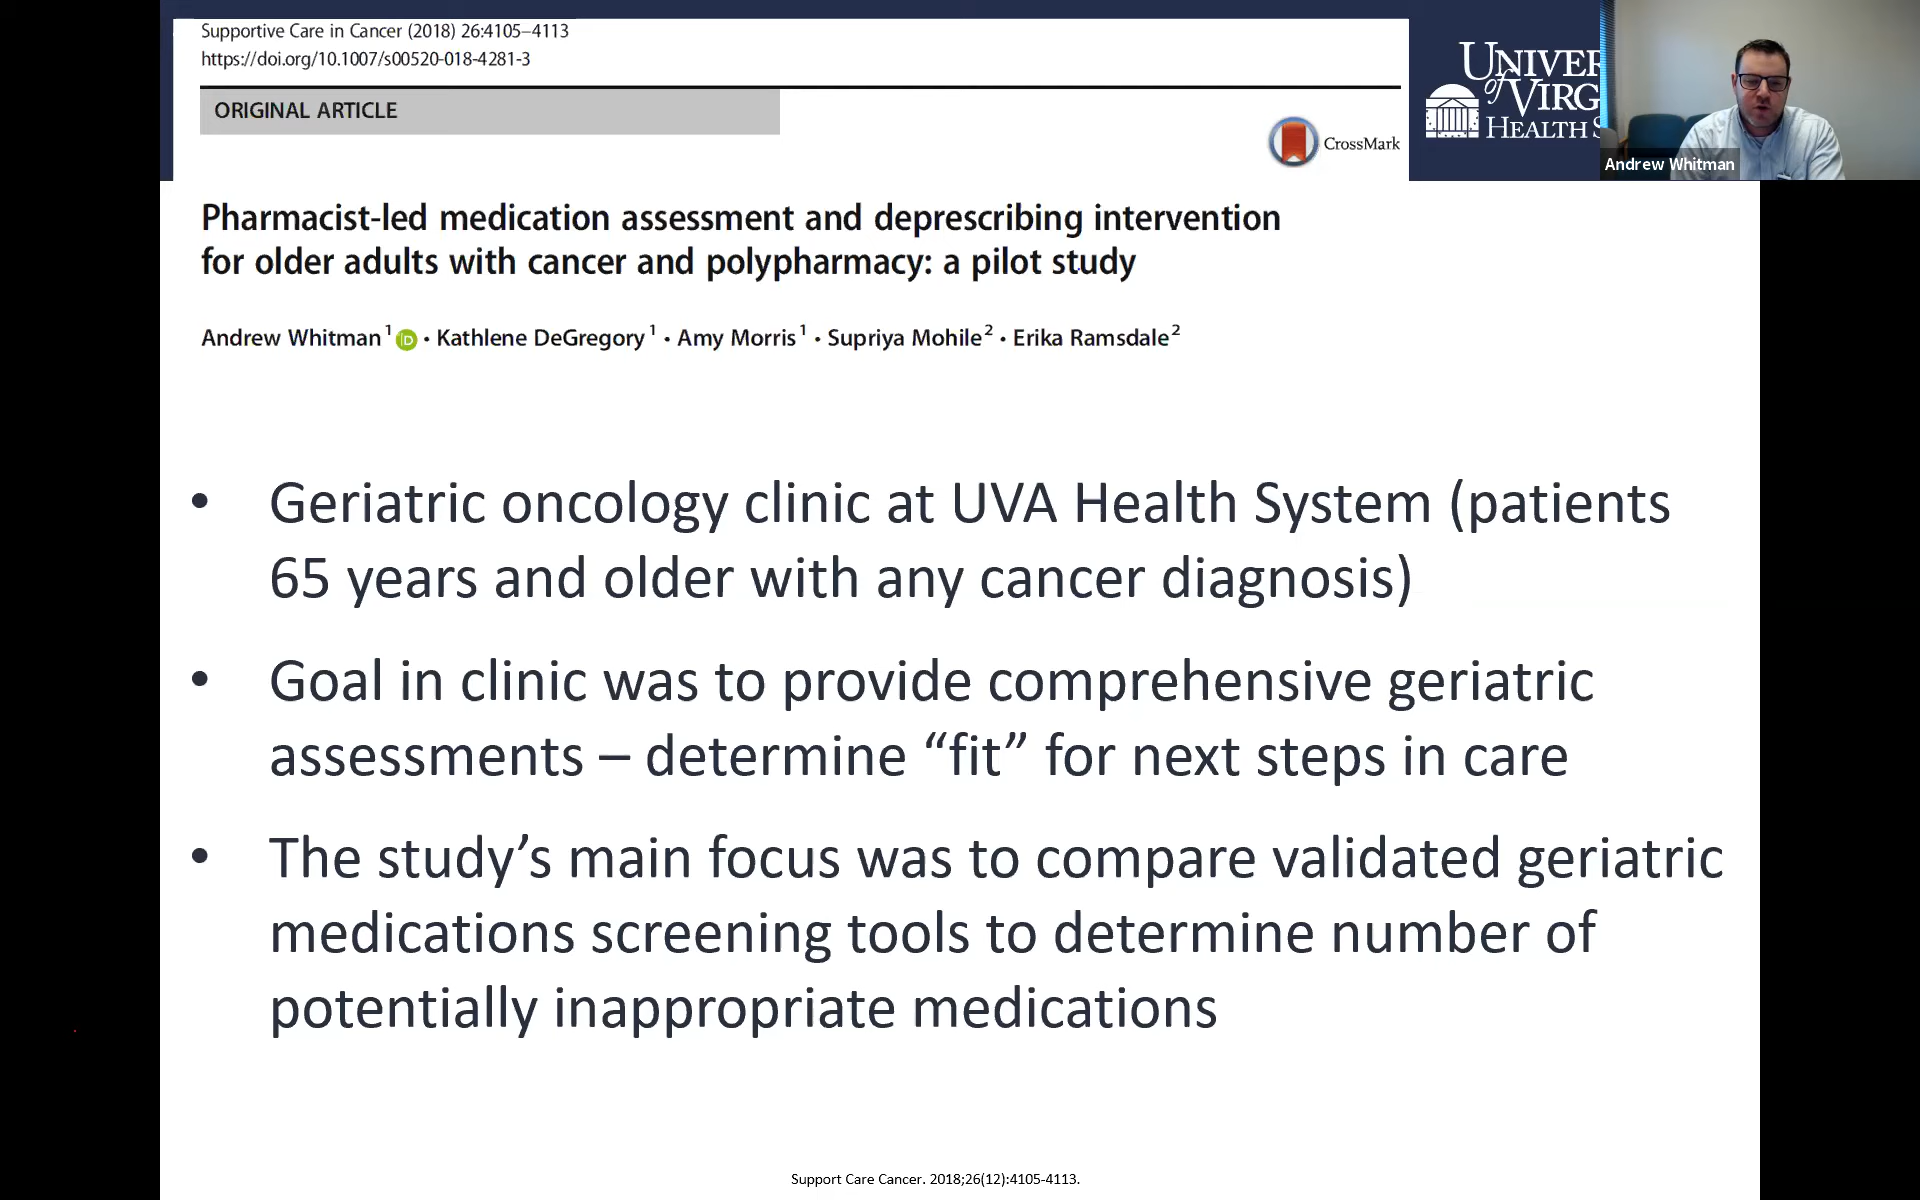 Supportive Care in Cancer (2018) 26:4105–4113
https://doi.org/10.1007/s00520-018-4281-3
ORIGINAL ARTICLE
CrossMark
UNIVER
of VIRG
HEALTH S
Andrew Whitman
Pharmacist-led medication assessment and deprescribing intervention
for older adults with cancer and polypharmacy: a pilot study
Andrew Whitman 1 iD • Kathlene DeGregory 1 • Amy Morris 1 • Supriya Mohile 2 • Erika Ramsdale 2
• Geriatric oncology clinic at UVA Health System (patients
65 years and older with any cancer diagnosis)
• Goal in clinic was to provide comprehensive geriatric
assessments – determine “fit” for next steps in care
• The study’s main focus was to compare validated geriatric
medications screening tools to determine number of
potentially inappropriate medications
Support Care Cancer. 2018;26(12):4105-4113.